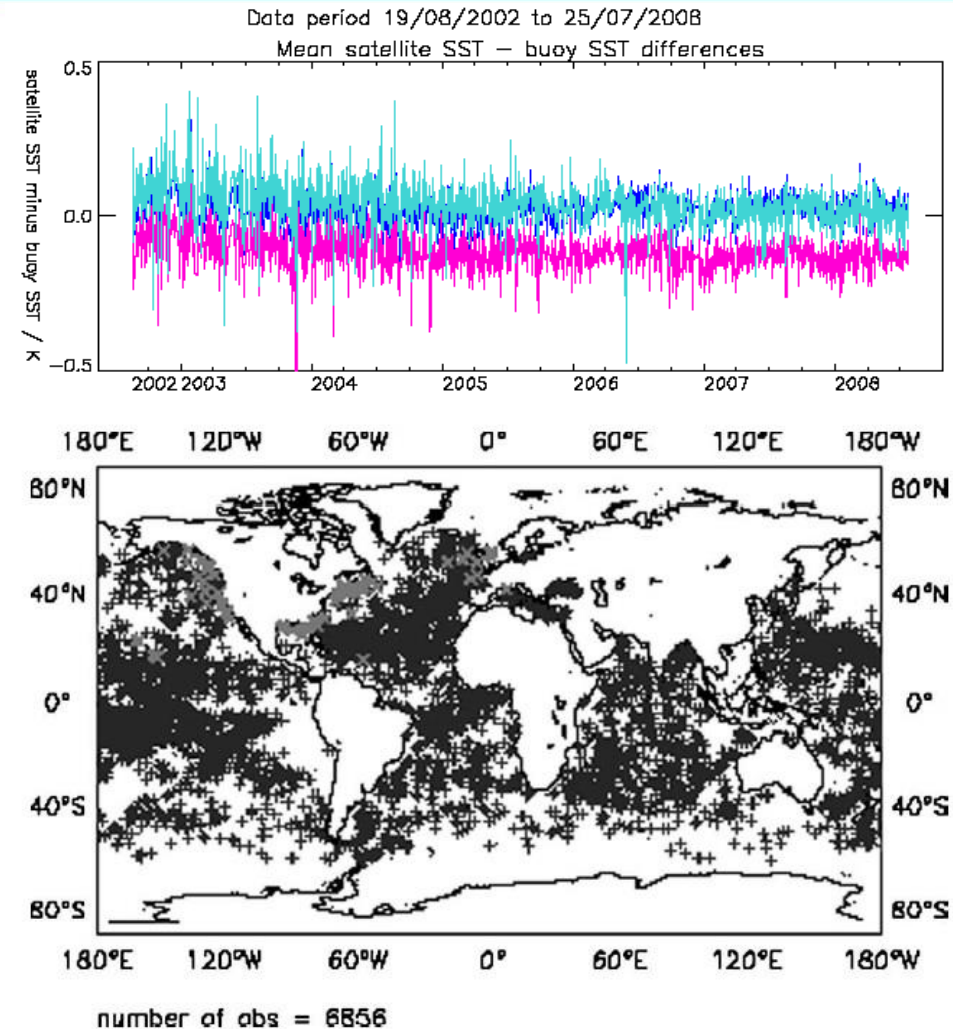 Data period 19/08/2002 to 25/07/2008
Mean satellite SST – buoy SST differences
satellite SST minus buoy SST / K
0.5
0.0
−0.5
2002 2003 2004 2005 2006 2007 2008
180°E 120°W 60°W 0° 60°E 120°E 180°W
80°N 80°N
40°N 40°N
0° 0°
40°S 40°S
80°S 80°S
180°E 120°W 60°W 0° 60°E 120°E 180°W
number of obs = 6856